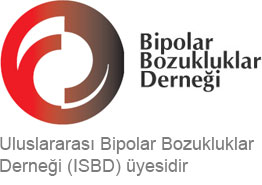 Bipolar
Bozukluklar
Derneği
Uluslararası Bipolar Bozukluklar
Derneği (ISBD) üyesidir